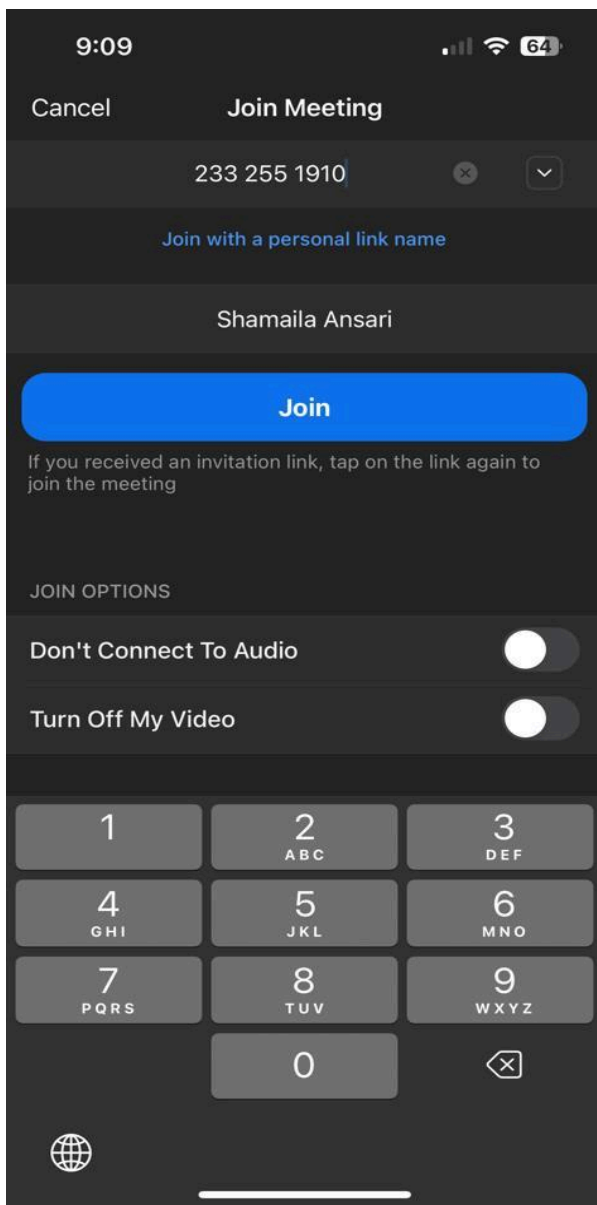 9:09
64
Cancel
Join Meeting
233 255 1910
Join with a personal link name
Shamaila Ansari
Join
If you received an invitation link, tap on the link again to
join the meeting
JOIN OPTIONS
Don't Connect To Audio
Turn Off My Video
1 2 3
ABC DEF
4 5 6
GHI JKL MNO
7 8 9
PQRS TUV WXYZ
0